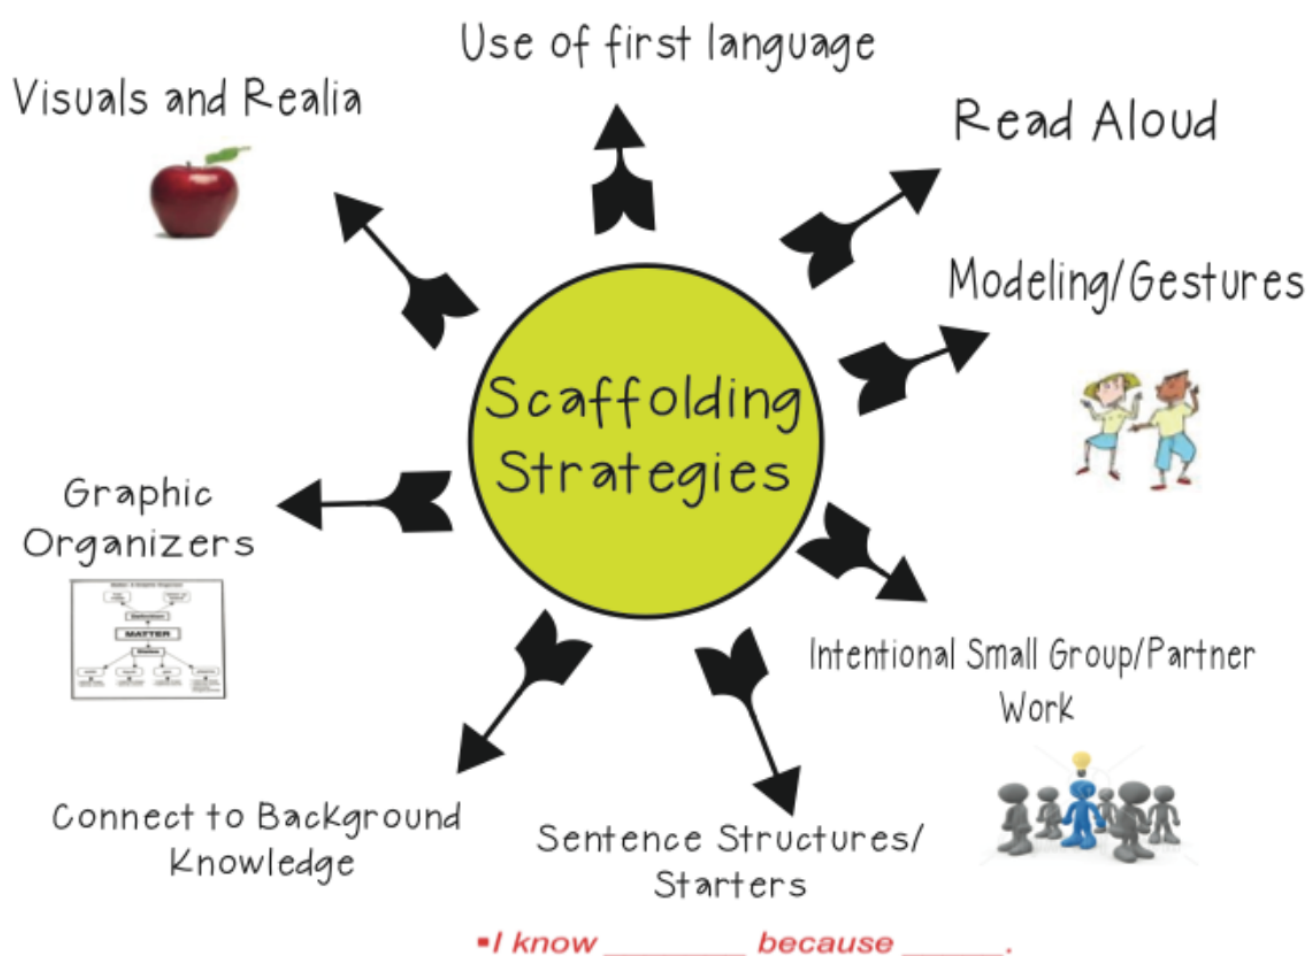 Use of first language
Visuals and Realia
Read Aloud
Modeling/Gestures
Scaffolding
Strategies
Graphic
Organizers
MATTER
Intentional Small Group/Partner
Work
Connect to Background
Knowledge
Sentence Structures/
Starters
▪I know ________ because ______.